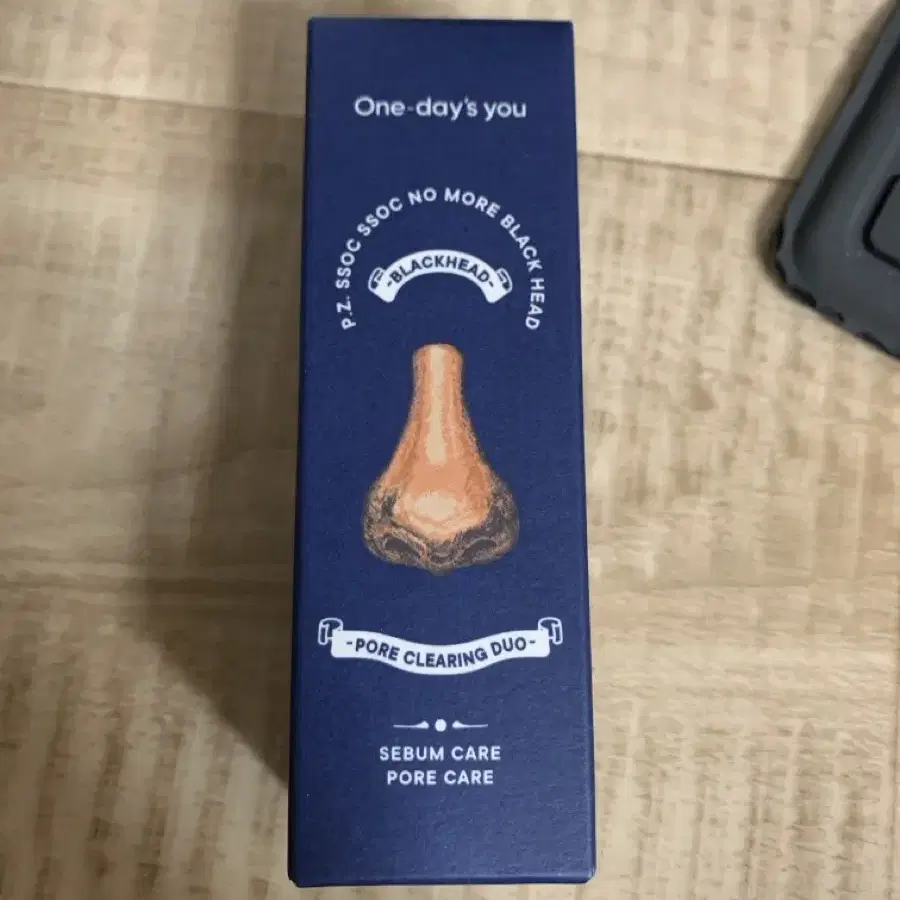 One-day's you
P.Z. SSOC SSOC NO MORE BLACK HEAD
-BLACKHEAD-
-PORE CLEARING DUO-
SEBUM CARE
PORE CARE